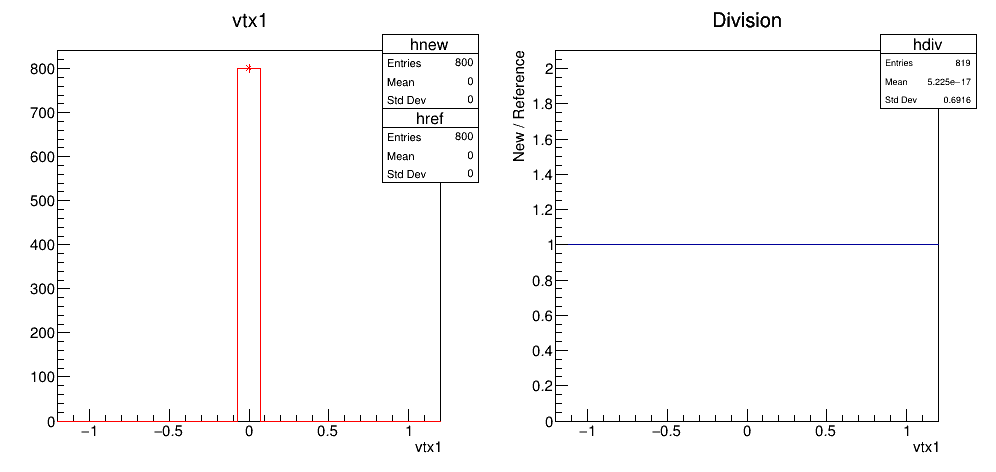 vtx1
hnew
Entries 800
Mean 0
Std Dev 0
href
Entries 800
Mean 0
Std Dev 0
800
700
600
500
400
300
200
100
0
−1 −0.5 0 0.5 1
vtx1
Division
hdiv
Entries 819
Mean 5.225e−17
Std Dev 0.6916
New / Reference
2
1.8
1.6
1.4
1.2
1
0.8
0.6
0.4
0.2
0
−1 −0.5 0 0.5 1
vtx1